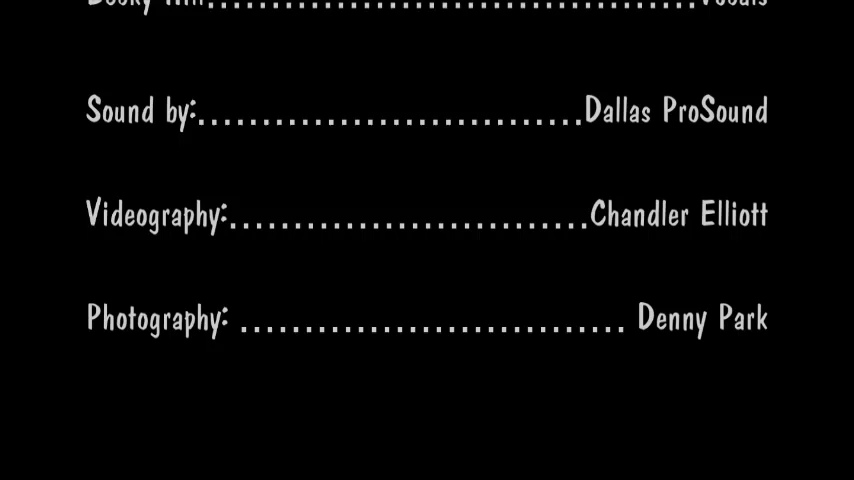 Sound by:..............................Dallas ProSound
Videography:............................Chandler Elliott
Photography: .............................. Denny Park